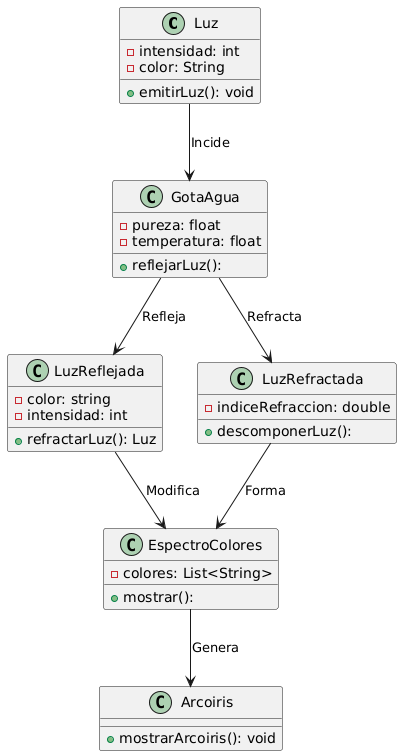 C Luz
intensidad: int
color: String
emitirLuz(): void
Incide
C GotaAgua
pureza: float
temperatura: float
reflejarLuz():
Refleja
Refracta
C LuzReflejada
color: string
intensidad: int
refractarLuz(): Luz
C LuzRefractada
indiceRefraccion: double
descomponerLuz():
Modifica
Forma
C EspectroColores
colores: List<String>
mostrar():
Genera
C Arcoiris
mostrarArcoiris(): void